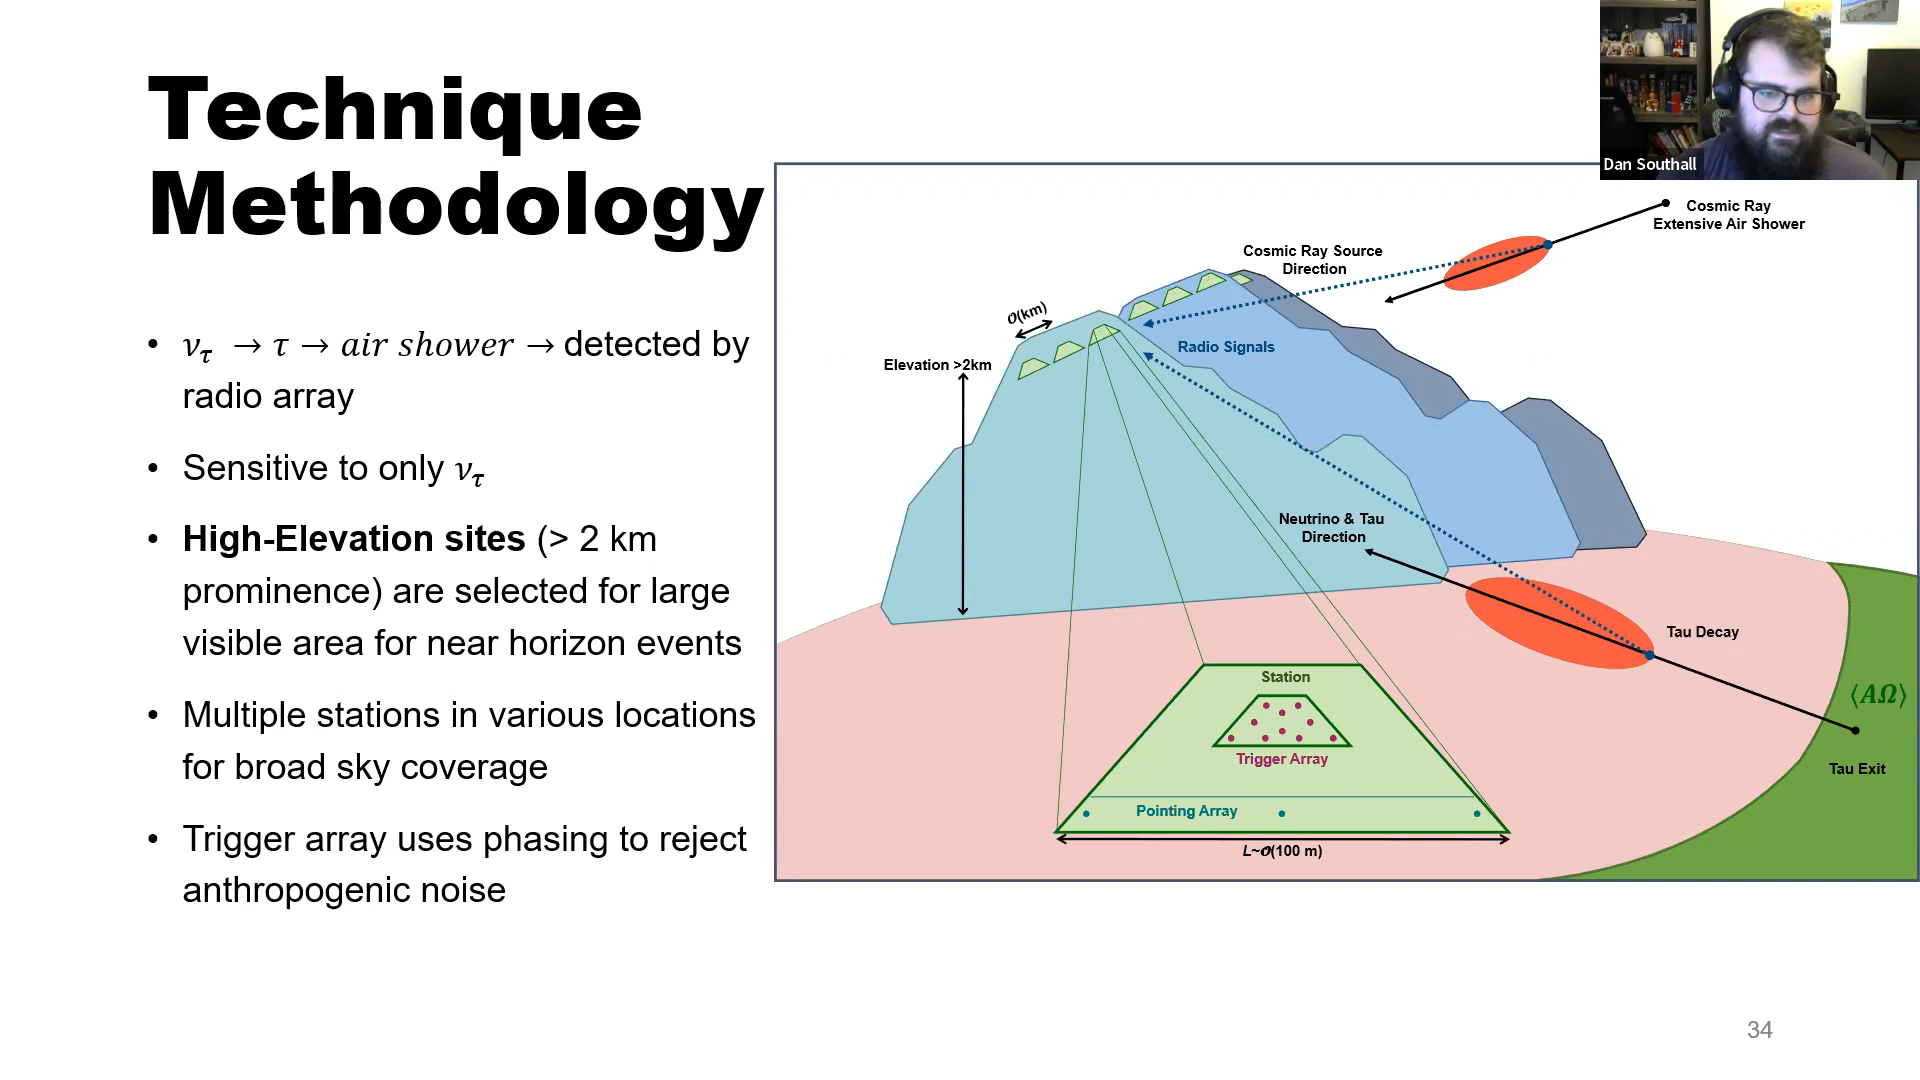 Technique
Methodology
• ν_τ → τ → air shower → detected by
radio array
• Sensitive to only ν_τ
• High-Elevation sites (> 2 km
prominence) are selected for large
visible area for near horizon events
• Multiple stations in various locations
for broad sky coverage
• Trigger array uses phasing to reject
anthropogenic noise
Dan Southall
Cosmic Ray
Extensive Air Shower
Cosmic Ray Source
Direction
𝒪(km)
Radio Signals
Elevation >2km
Neutrino & Tau
Direction
Tau Decay
Station
⟨AΩ⟩
Trigger Array
Tau Exit
Pointing Array
L~𝒪(100 m)
34